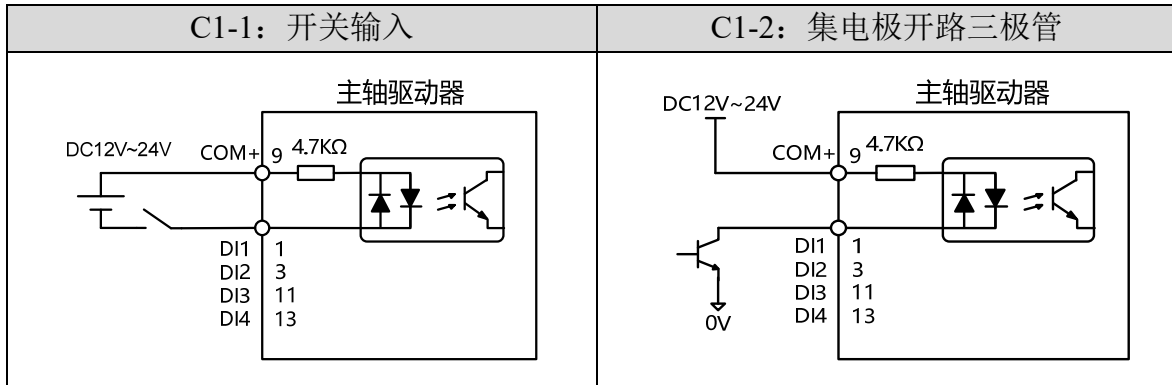 C1-1：开关输入
C1-2：集电极开路三极管
主轴驱动器
DC12V~24V
COM+
9
4.7KΩ
DI1 1
DI2 3
DI3 11
DI4 13
主轴驱动器
DC12V~24V
COM+
9
4.7KΩ
DI1 1
DI2 3
DI3 11
DI4 13
0V